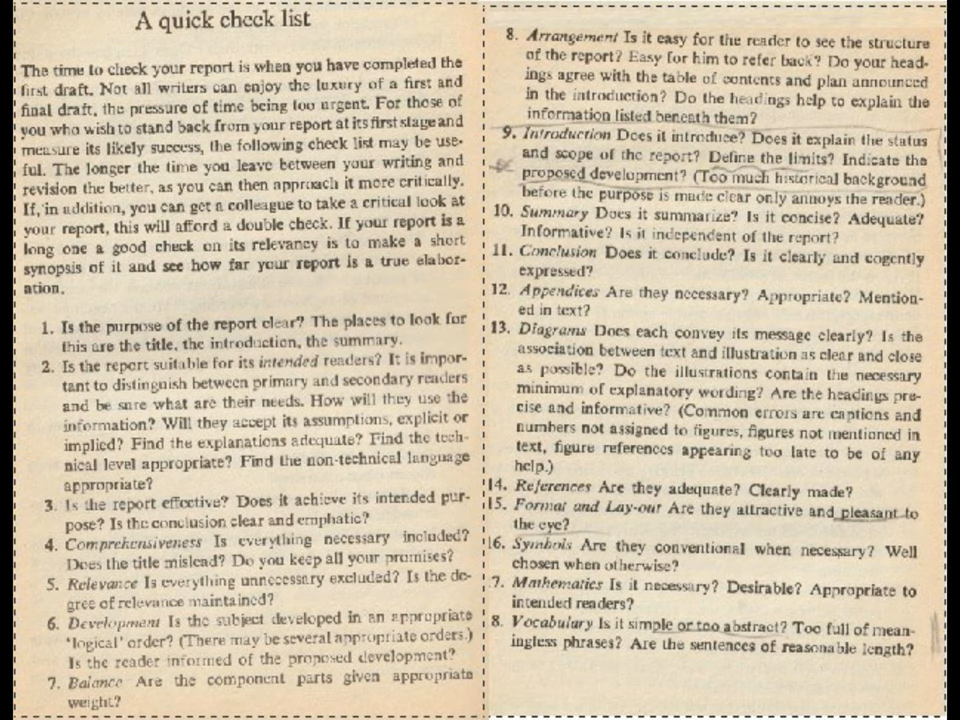 A quick check list
The time to check your report is when you have completed the
first draft. Not all writers can enjoy the luxury of a first and
final draft, the pressure of time being too urgent. For those of
you who wish to stand back from your report at its first stage and
measure its likely success, the following check list may be use-
ful. The longer the time you leave between your writing and
revision the better, as you can then approach it more critically.
If, in addition, you can get a colleague to take a critical look at
your report, this will afford a double check. If your report is a
long one a good check on its relevancy is to make a short
synopsis of it and see how far your report is a true elabor-
ation.
1. Is the purpose of the report clear? The places to look for
this are the title, the introduction, the summary.
2. Is the report suitable for its intended readers? It is impor-
tant to distinguish between primary and secondary readers
and be sure what are their needs. How will they use the
information? Will they accept its assumptions, explicit or
implied? Find the explanations adequate? Find the tech-
nical level appropriate? Find the non-technical language
appropriate?
3. Is the report effective? Does it achieve its intended pur-
pose? Is the conclusion clear and emphatic?
4. Comprehensiveness Is everything necessary included?
Does the title mislead? Do you keep all your promises?
5. Relevance Is everything unnecessary excluded? Is the de-
gree of relevance maintained?
6. Development Is the subject developed in an appropriate
'logical' order? (There may be several appropriate orders.)
Is the reader informed of the proposed development?
7. Balance Are the component parts given appropriate
weight?
8. Arrangement Is it easy for the reader to see the structure
of the report? Easy for him to refer back? Do your head-
ings agree with the table of contents and plan announced
in the introduction? Do the headings help to explain the
information listed beneath them?
9. Introduction Does it introduce? Does it explain the status
and scope of the report? Define the limits? Indicate the
proposed development? (Too much historical background
before the purpose is made clear only annoys the reader.)
10. Summary Does it summarize? Is it concise? Adequate?
Informative? Is it independent of the report?
11. Conclusion Does it conclude? Is it clearly and cogently
expressed?
12. Appendices Are they necessary? Appropriate? Mention-
ed in text?
13. Diagrams Does each convey its message clearly? Is the
association between text and illustration as clear and close
as possible? Do the illustrations contain the necessary
minimum of explanatory wording? Are the headings pre-
cise and informative? (Common errors are captions and
numbers not assigned to figures, figures not mentioned in
text, figure references appearing too late to be of any
help.)
14. References Are they adequate? Clearly made?
15. Format and Lay-out Are they attractive and pleasant to
the eye?
16. Symbols Are they conventional when necessary? Well
chosen when otherwise?
7. Mathematics Is it necessary? Desirable? Appropriate to
intended readers?
8. Vocabulary Is it simple or too abstract? Too full of mean-
ingless phrases? Are the sentences of reasonable length?